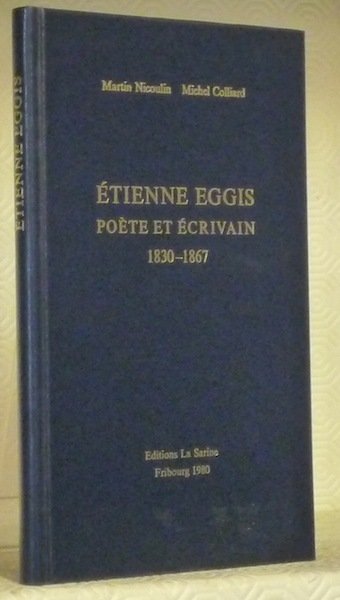 Martin Nicoulin Michel Colliard
ÉTIENNE EGGIS
POÈTE ET ÉCRIVAIN
1830–1867
Editions La Sarine
Fribourg 1980
ÉTIENNE EGGIS